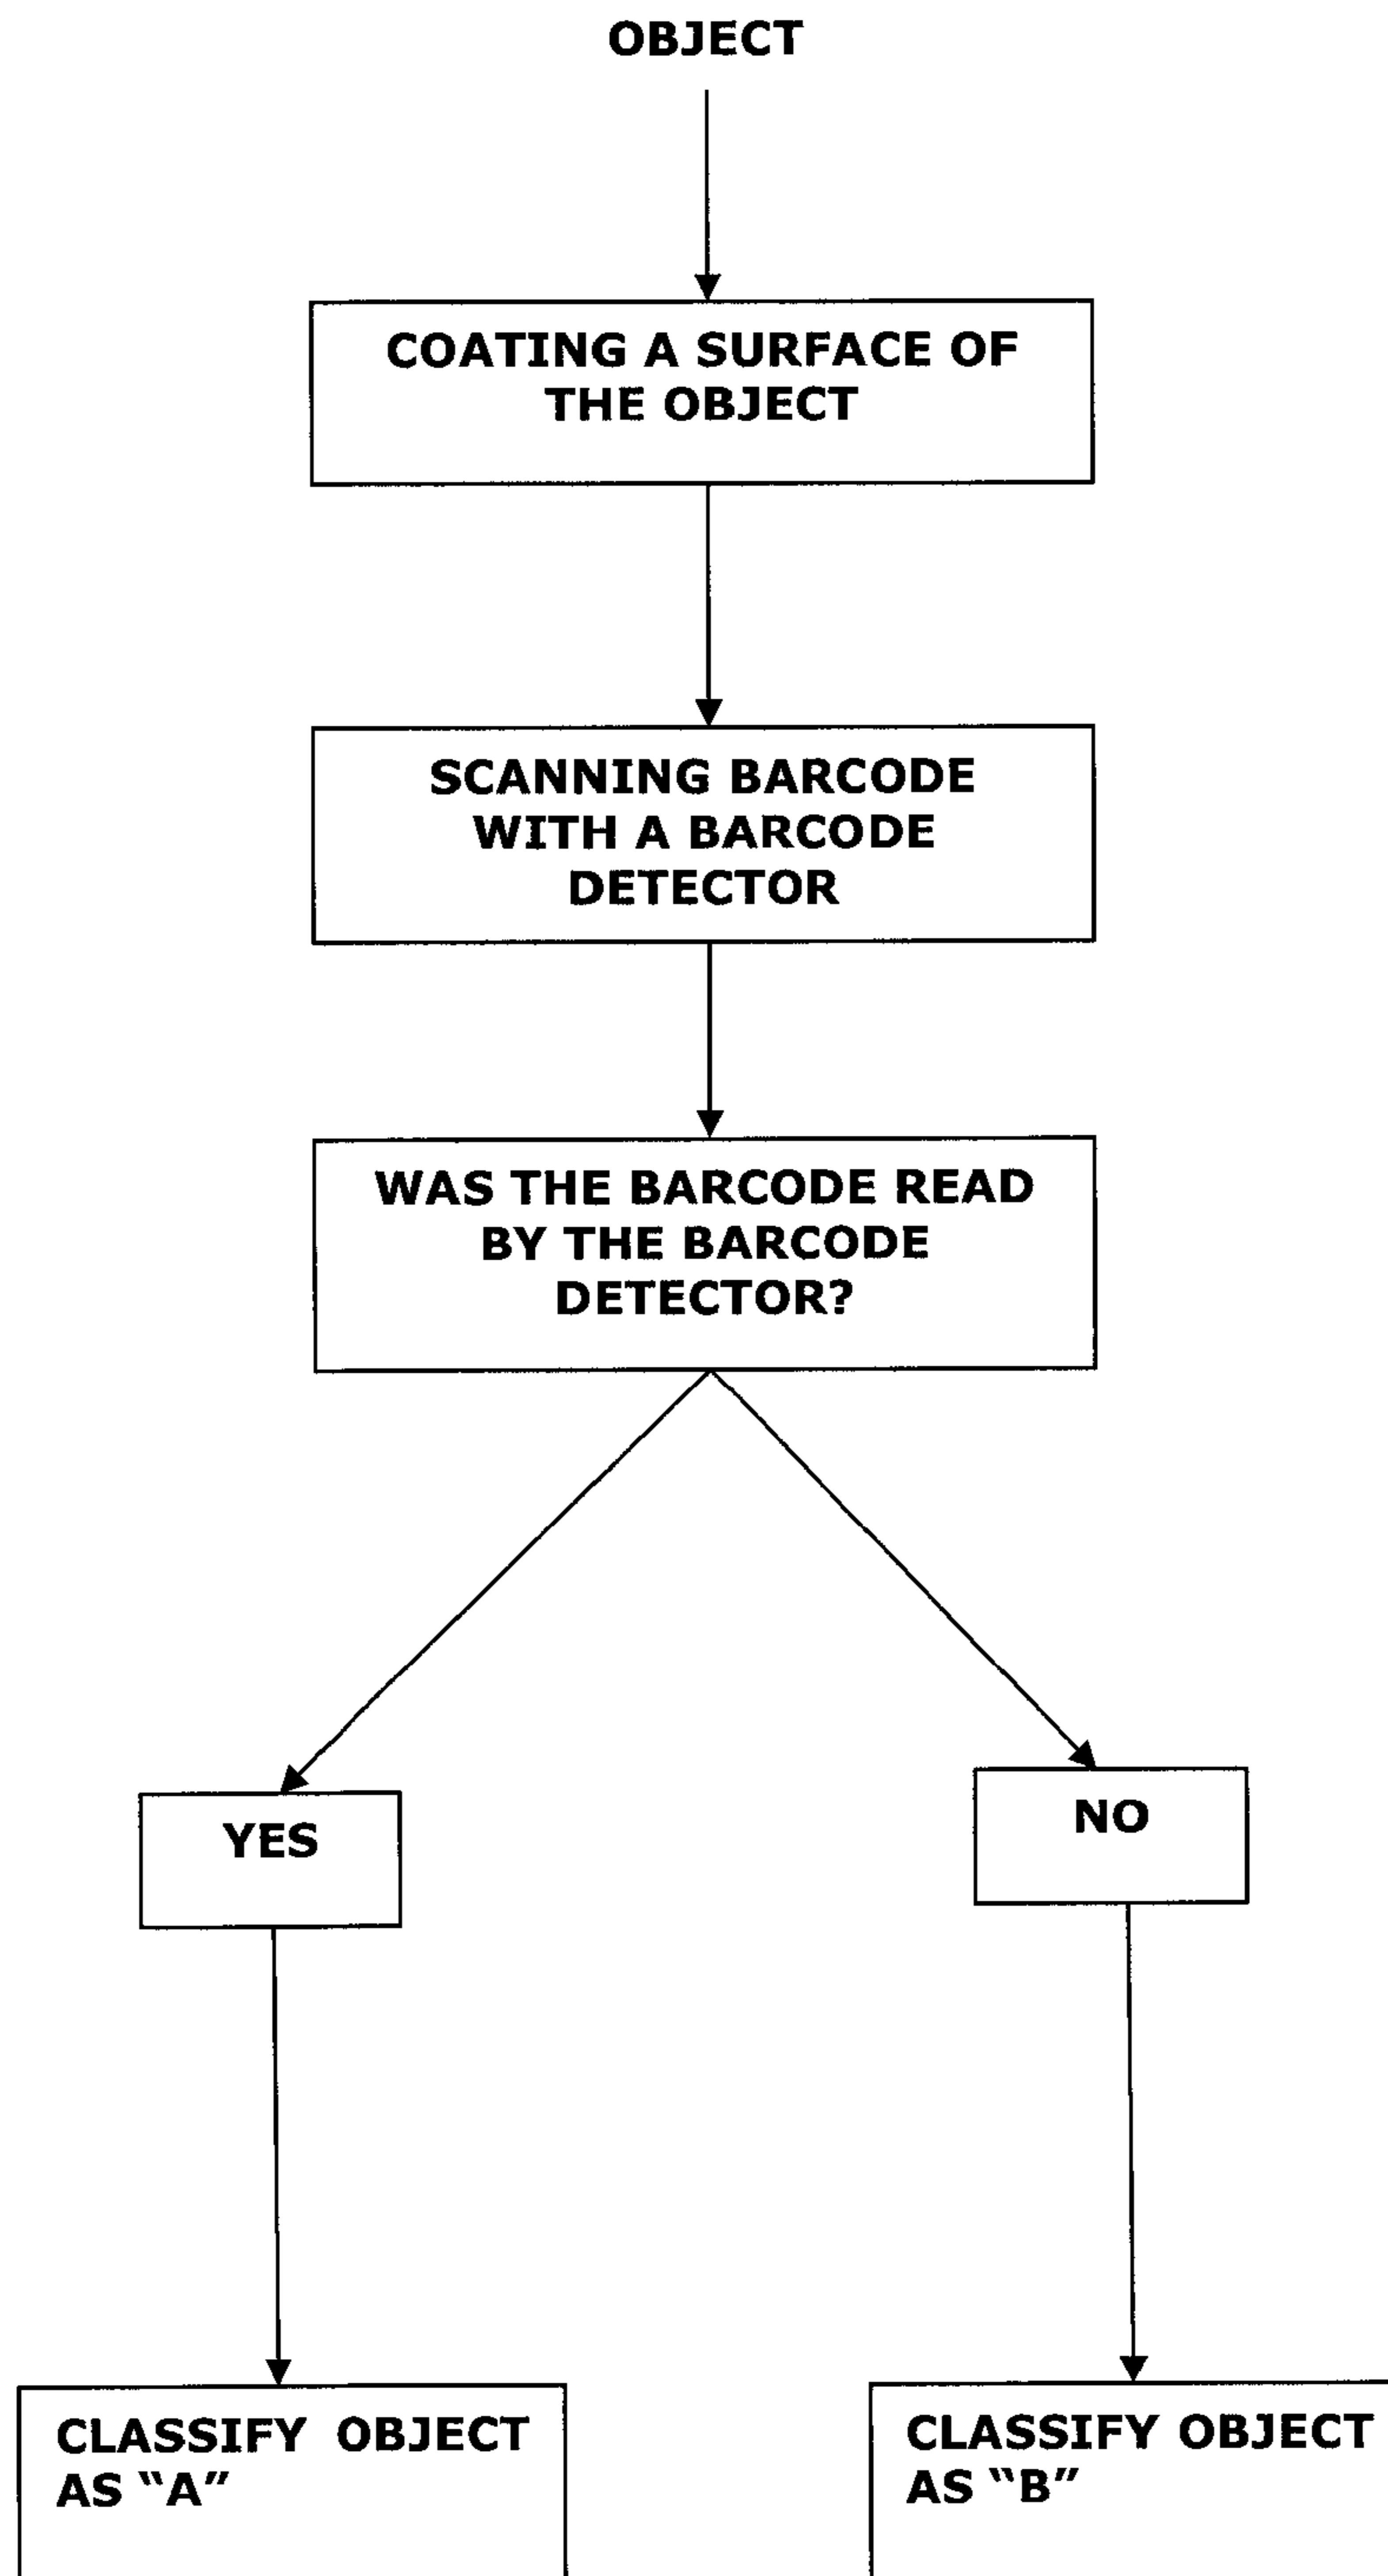 OBJECT
COATING A SURFACE OF
THE OBJECT
SCANNING BARCODE
WITH A BARCODE
DETECTOR
WAS THE BARCODE READ
BY THE BARCODE
DETECTOR?
YES
NO
CLASSIFY OBJECT
AS “A”
CLASSIFY OBJECT
AS “B”